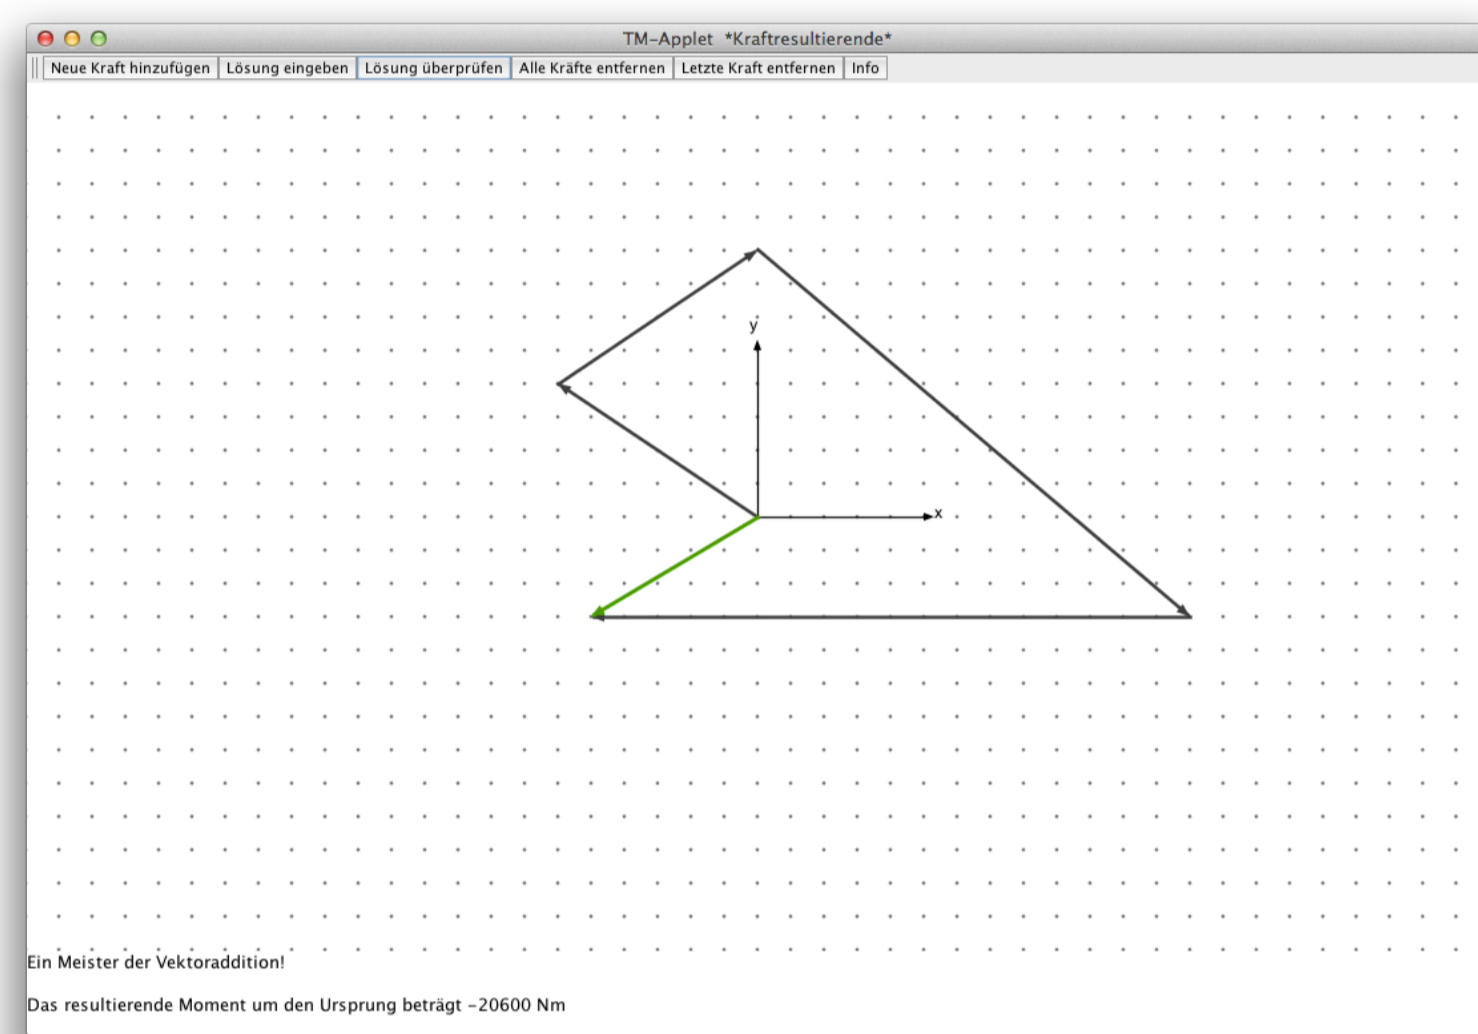 TM-Applet *Kraftresultierende*
Neue Kraft hinzufügen Lösung eingeben Lösung überprüfen Alle Kräfte entfernen Letzte Kraft entfernen Info
y
x
Ein Meister der Vektoraddition!
Das resultierende Moment um den Ursprung beträgt -20600 Nm